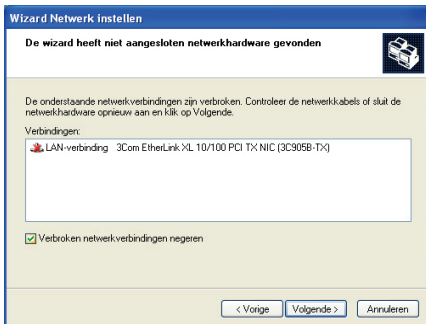 Wizard Netwerk instellen
De wizard heeft niet aangesloten netwerkhardware gevonden
De onderstaande netwerkverbindingen zijn verbroken. Controleer de netwerkkabels of sluit de
netwerkhardware opnieuw aan en klik op Volgende.
Verbindingen:
LAN-verbinding 3Com EtherLink XL 10/100 PCI TX NIC (3C905B-TX)
Verbroken netwerkverbindingen negeren
< Vorige Volgende > Annuleren